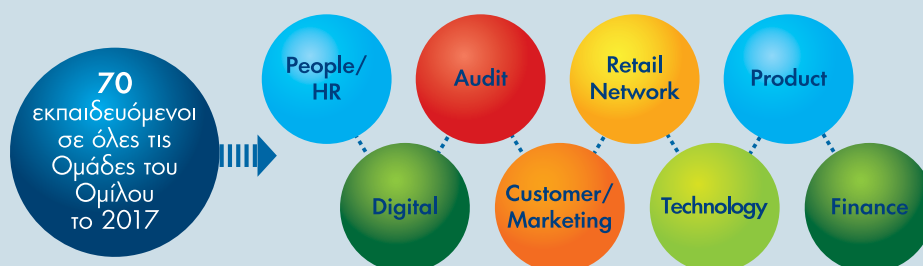 70
εκπαιδευόμενοι
σε όλες τις
Ομάδες του
Ομίλου
το 2017
People/
HR
Digital
Audit
Customer/
Marketing
Retail
Network
Technology
Product
Finance